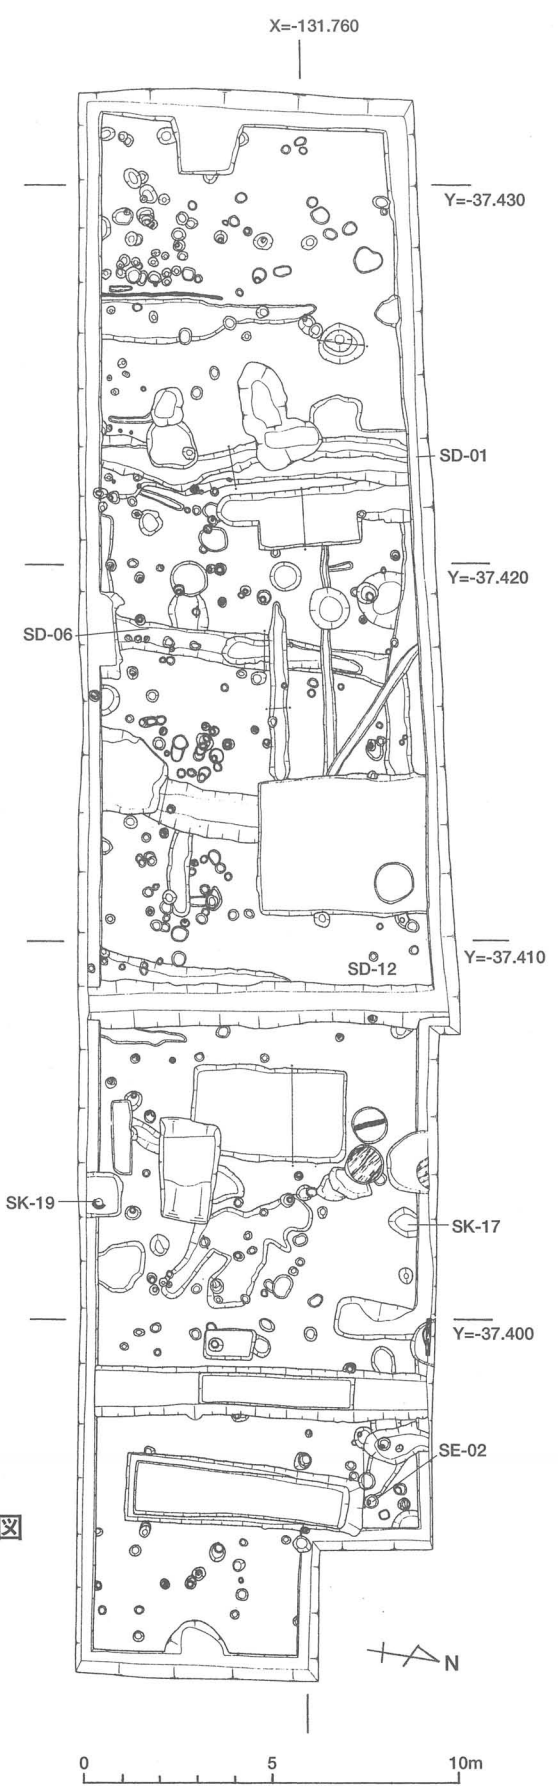 X=-131.760
Y=-37.430
SD-01
Y=-37.420
SD-06
Y=-37.410
SD-12
SK-19
SK-17
Y=-37.400
SE-02
図
N
0 5 10m